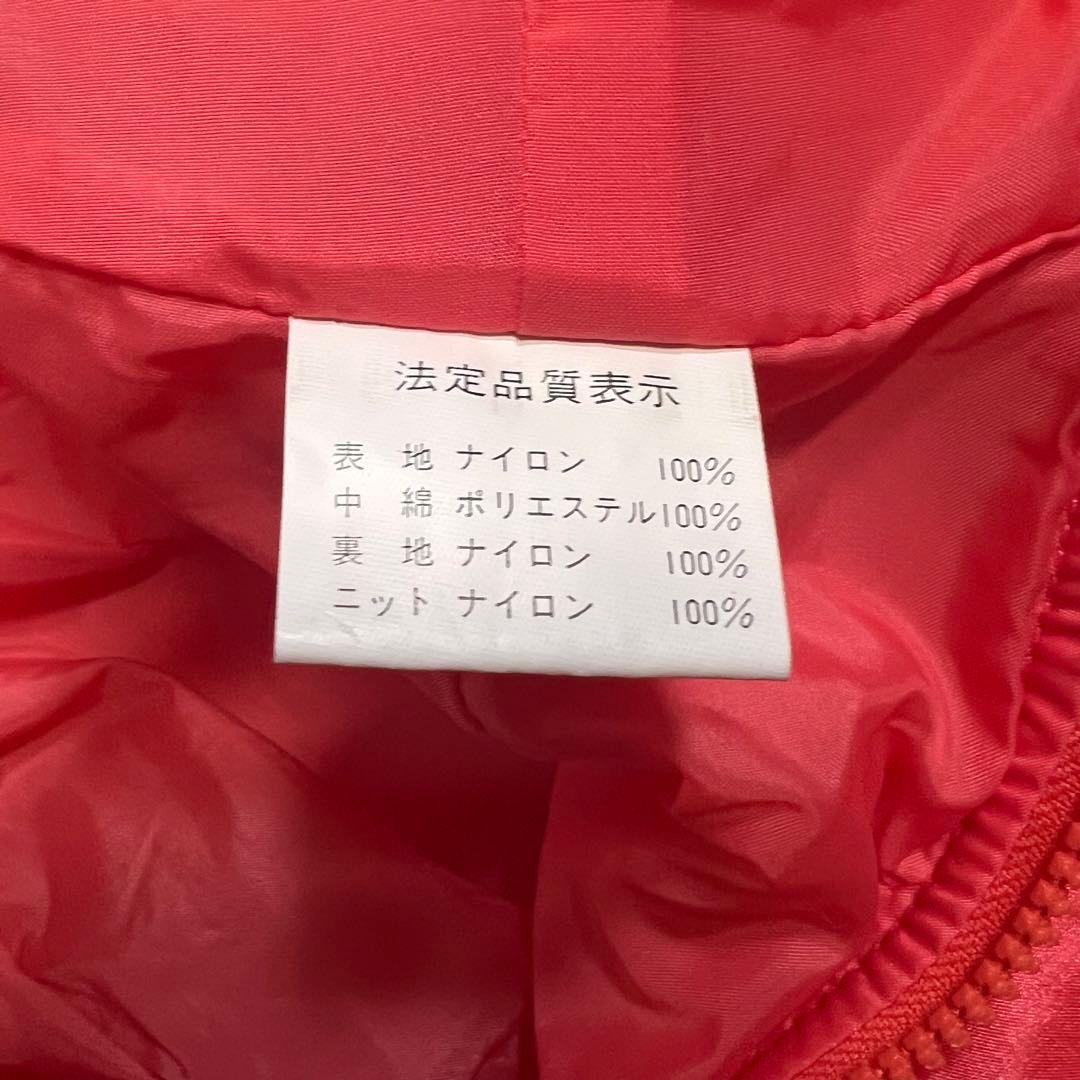 法定品質表示
表 地 ナイロン 100%
中 綿 ポリエステル100%
裏 地 ナイロン 100%
ニット ナイロン 100%